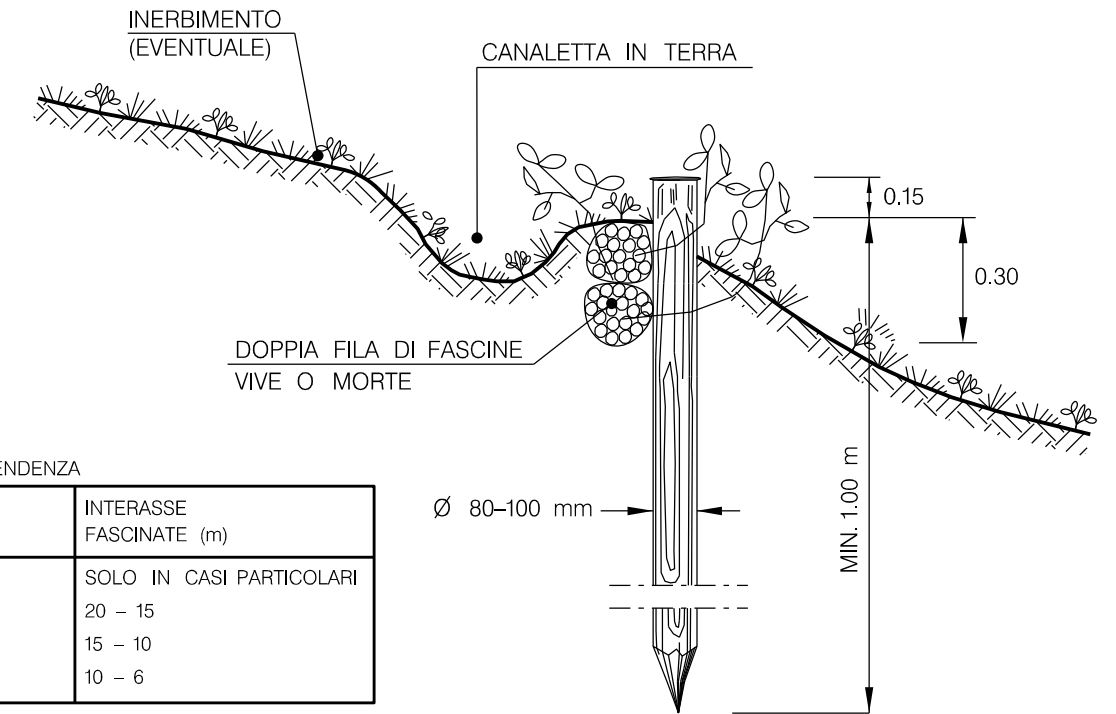 INERBIMENTO
(EVENTUALE)
CANALETTA IN TERRA
0.15
0.30
DOPPIA FILA DI FASCINE
VIVE O MORTE
Ø 80–100 mm
MIN. 1.00 m
INTERASSE
FASCINATE (m)
SOLO IN CASI PARTICOLARI
20 – 15
15 – 10
10 – 6